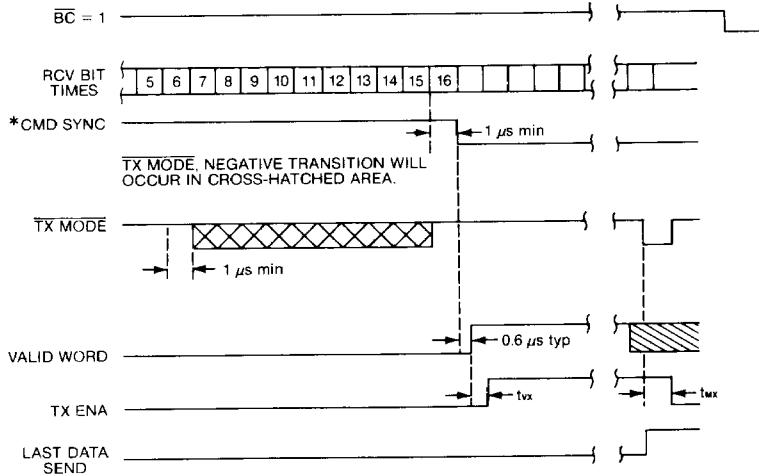 BC = 1
RCV BIT
TIMES
5 6 7 8 9 10 11 12 13 14 15 16
*CMD SYNC
1 µs min
TX MODE, NEGATIVE TRANSITION WILL
OCCUR IN CROSS-HATCHED AREA.
TX MODE
1 µs min
VALID WORD
0.6 µs typ
TX ENA
tvx
tMX
LAST DATA
SEND